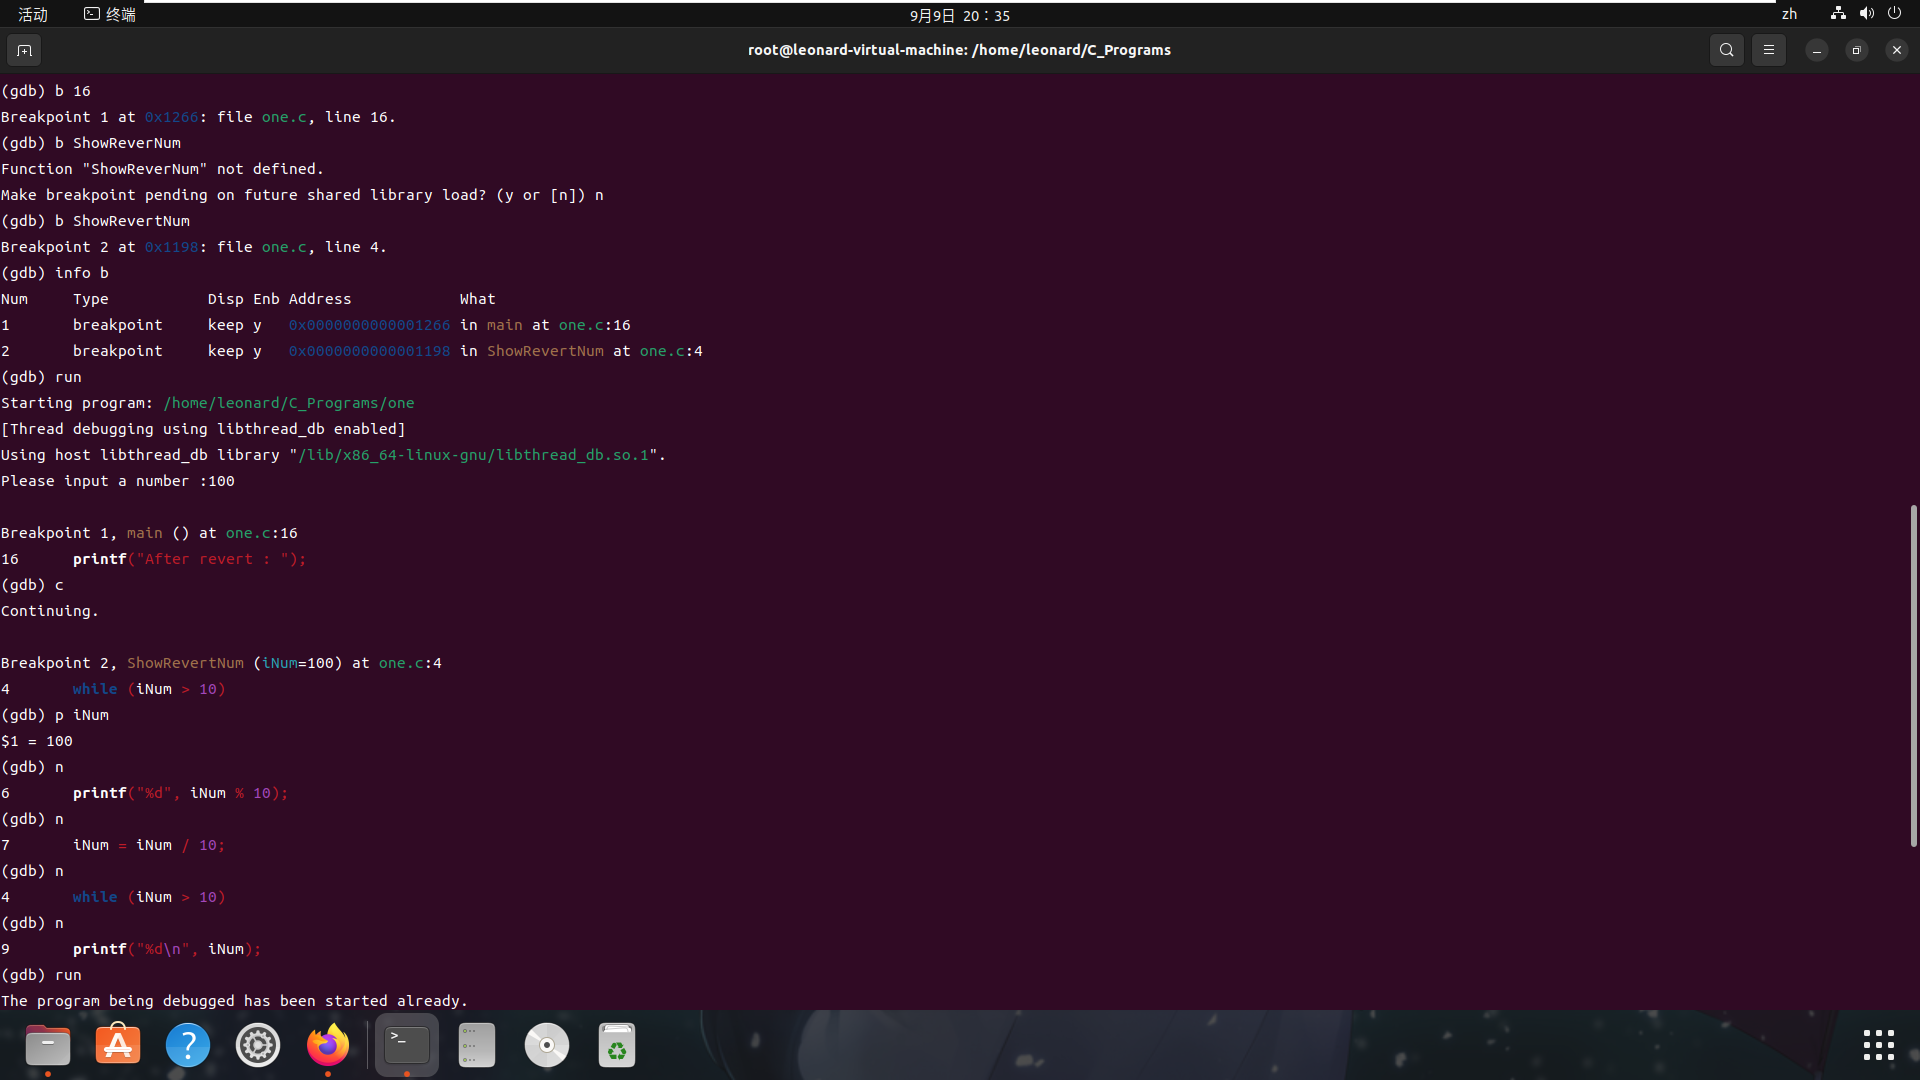 活动 终端 9月9日 20：35 zh
root@leonard-virtual-machine: /home/leonard/C_Programs
(gdb) b 16
Breakpoint 1 at 0x1266: file one.c, line 16.
(gdb) b ShowReverNum
Function "ShowReverNum" not defined.
Make breakpoint pending on future shared library load? (y or [n]) n
(gdb) b ShowRevertNum
Breakpoint 2 at 0x1198: file one.c, line 4.
(gdb) info b
Num     Type           Disp Enb Address            What
1       breakpoint     keep y   0x0000000000001266 in main at one.c:16
2       breakpoint     keep y   0x0000000000001198 in ShowRevertNum at one.c:4
(gdb) run
Starting program: /home/leonard/C_Programs/one
[Thread debugging using libthread_db enabled]
Using host libthread_db library "/lib/x86_64-linux-gnu/libthread_db.so.1".
Please input a number :100
Breakpoint 1, main () at one.c:16
16      printf("After revert : ");
(gdb) c
Continuing.
Breakpoint 2, ShowRevertNum (iNum=100) at one.c:4
4       while (iNum > 10)
(gdb) p iNum
$1 = 100
(gdb) n
6       printf("%d", iNum % 10);
(gdb) n
7       iNum = iNum / 10;
(gdb) n
4       while (iNum > 10)
(gdb) n
9       printf("%d\n", iNum);
(gdb) run
The program being debugged has been started already.